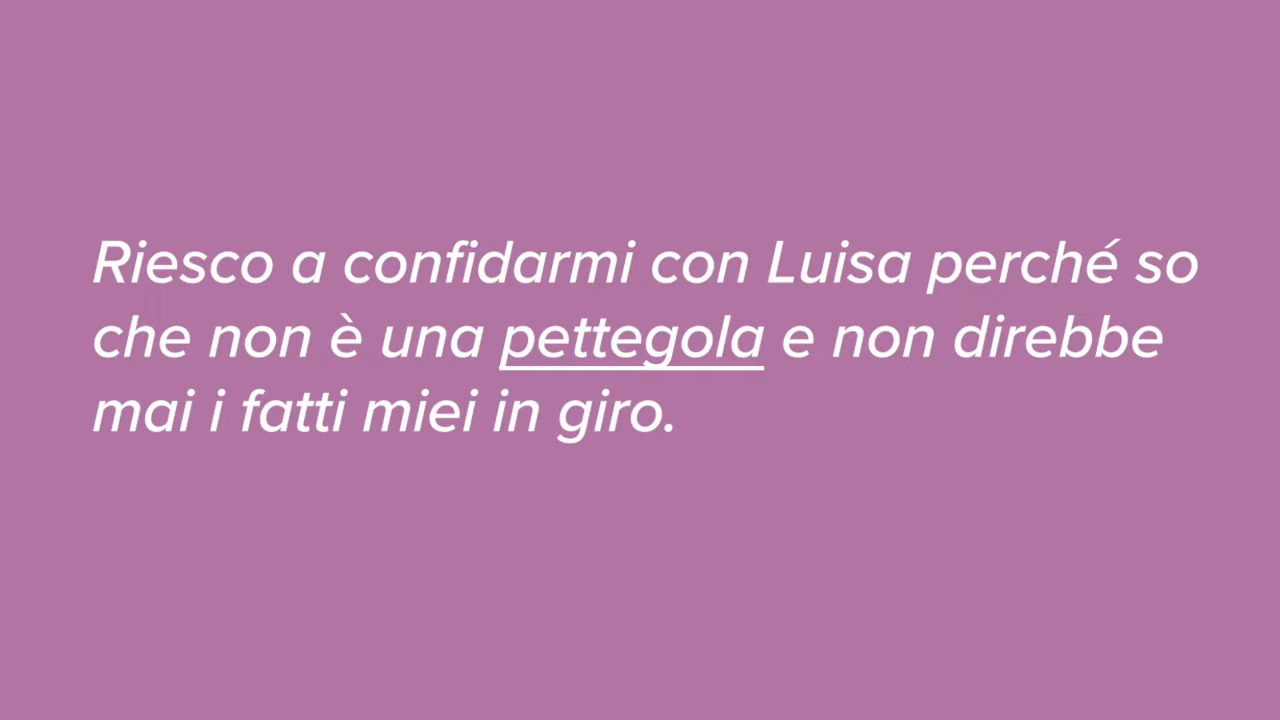 Riesco a confidarmi con Luisa perché so
che non è una pettegola e non direbbe
mai i fatti miei in giro.